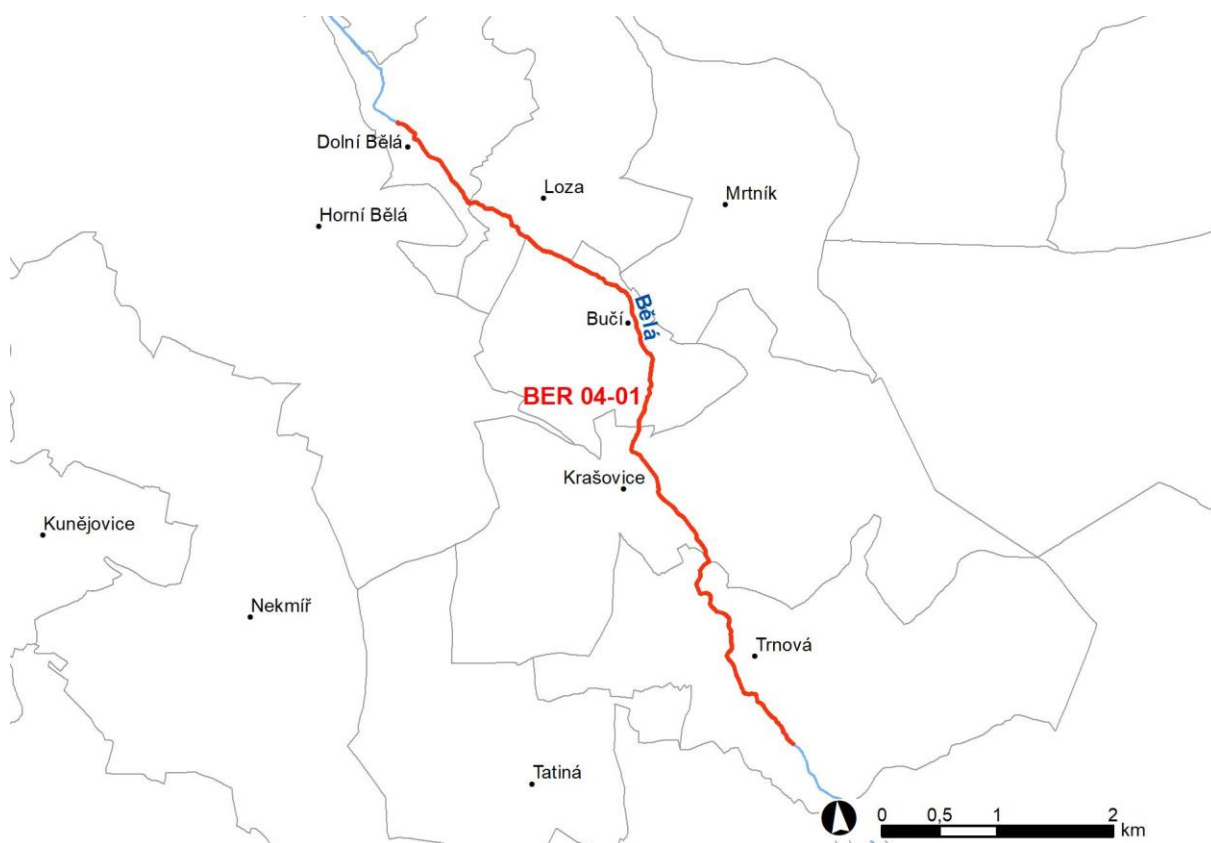 Dolní Bělá
Loza
Mrtník
Horní Bělá
Bělá
Bučí
BER 04-01
Krašovice
Kunějovice
Nekmíř
Trnová
Tatiná
0 0,5 1 2
km